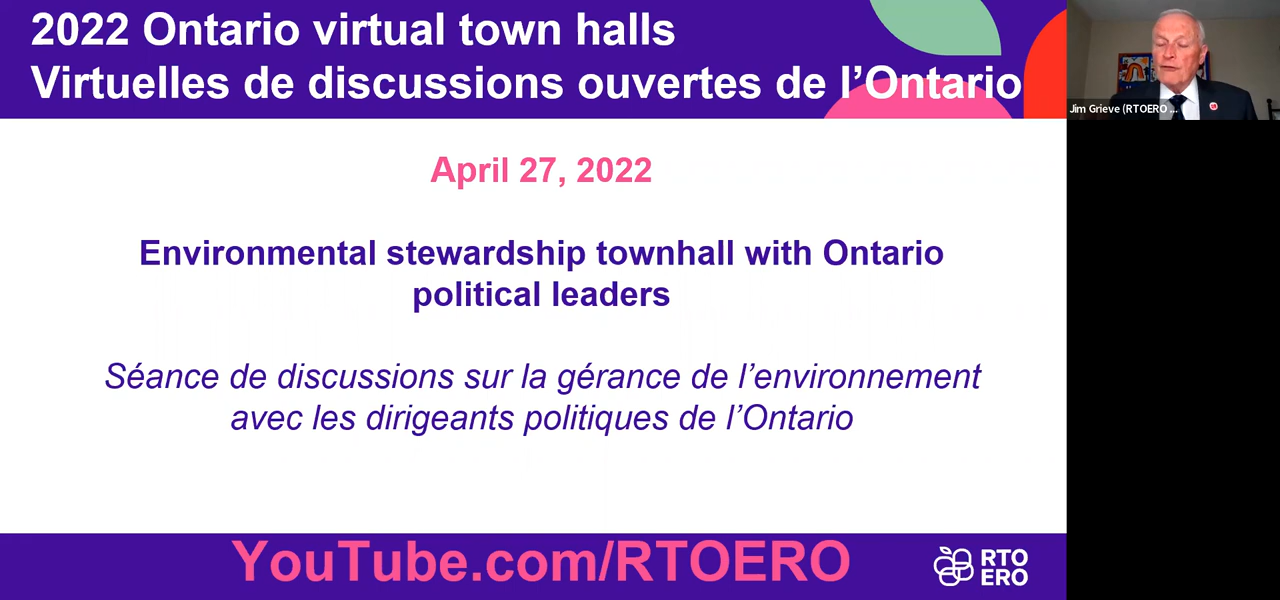 2022 Ontario virtual town halls
Virtuelles de discussions ouvertes de l’Ontario
Jim Grieve (RTOERO ...
April 27, 2022
Environmental stewardship townhall with Ontario
political leaders
Séance de discussions sur la gérance de l’environnement
avec les dirigeants politiques de l’Ontario
YouTube.com/RTOERO
RTO
ERO